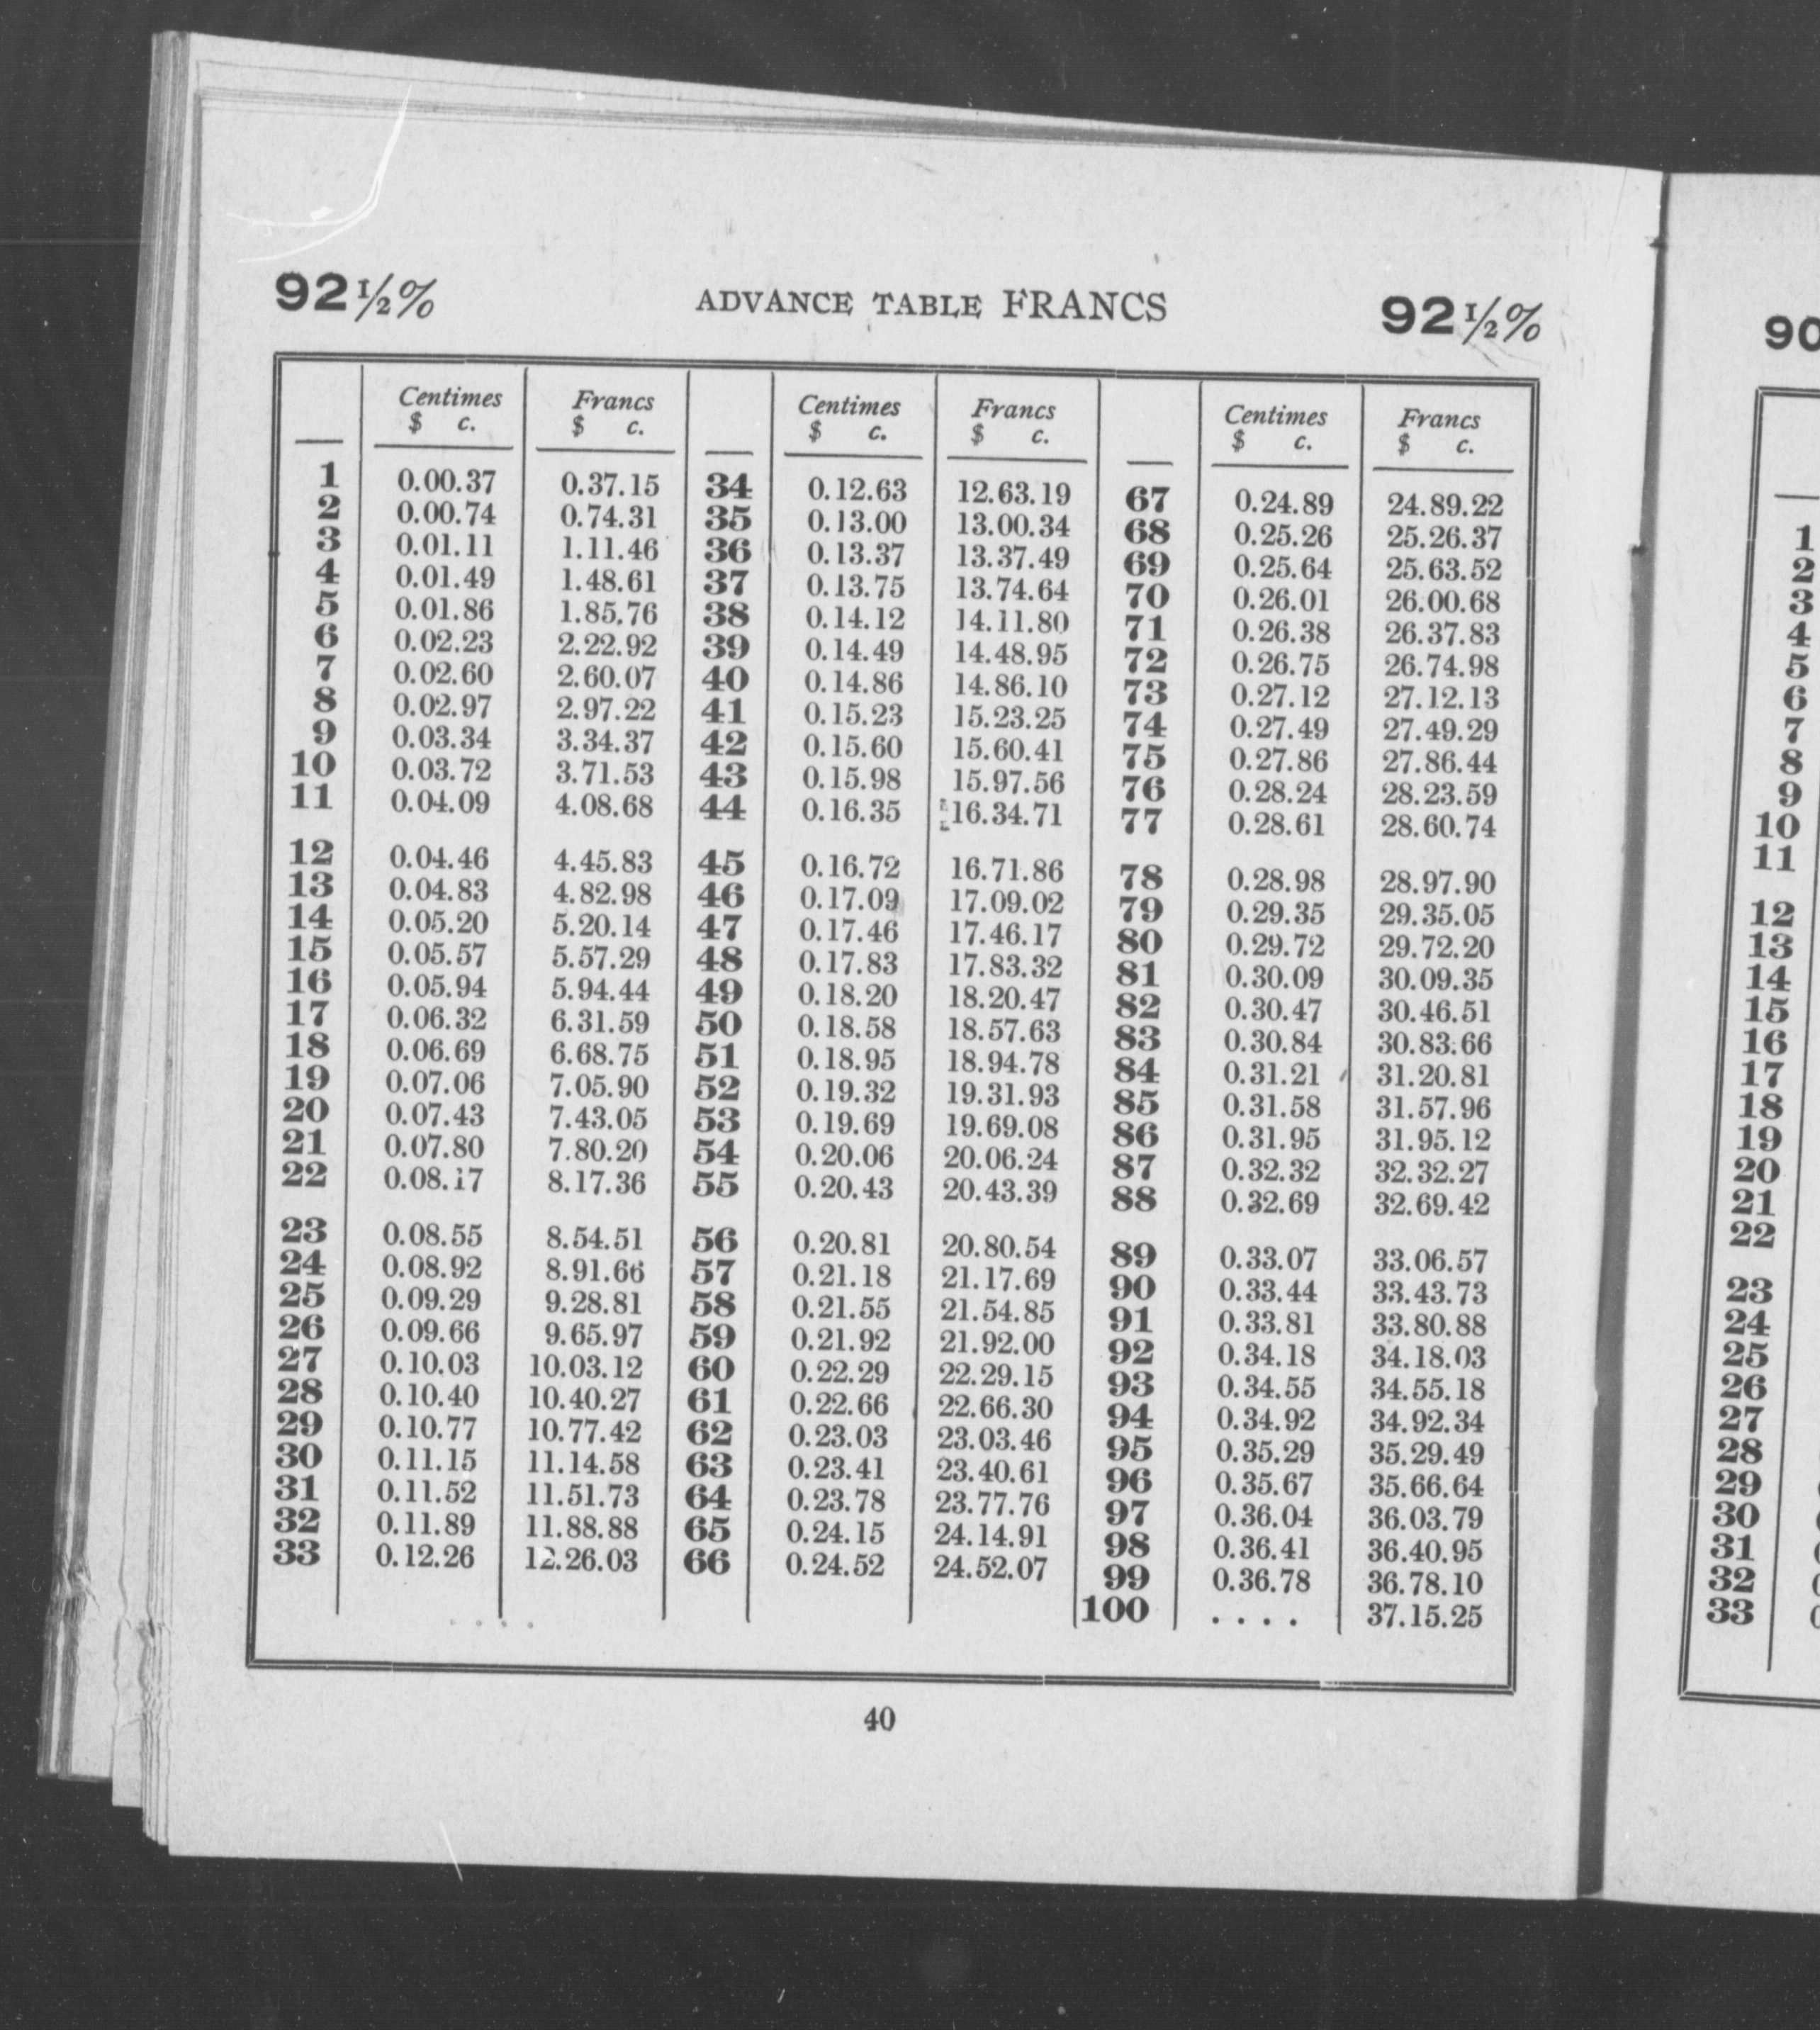 92 1/2% ADVANCE TABLE FRANCS 92 1/2%
Centimes Francs Centimes Francs Centimes Francs
$ c. $ c. $ c. $ c. $ c. $ c.
1 0.00.37 0.37.15 34 0.12.63 12.63.19 67 0.24.89 24.89.22
2 0.00.74 0.74.31 35 0.13.00 13.00.34 68 0.25.26 25.26.37
3 0.01.11 1.11.46 36 0.13.37 13.37.49 69 0.25.64 25.63.52
4 0.01.49 1.48.61 37 0.13.75 13.74.64 70 0.26.01 26.00.68
5 0.01.86 1.85.76 38 0.14.12 14.11.80 71 0.26.38 26.37.83
6 0.02.23 2.22.92 39 0.14.49 14.48.95 72 0.26.75 26.74.98
7 0.02.60 2.60.07 40 0.14.86 14.86.10 73 0.27.12 27.12.13
8 0.02.97 2.97.22 41 0.15.23 15.23.25 74 0.27.49 27.49.29
9 0.03.34 3.34.37 42 0.15.60 15.60.41 75 0.27.86 27.86.44
10 0.03.72 3.71.53 43 0.15.98 15.97.56 76 0.28.24 28.23.59
11 0.04.09 4.08.68 44 0.16.35 16.34.71 77 0.28.61 28.60.74
12 0.04.46 4.45.83 45 0.16.72 16.71.86 78 0.28.98 28.97.90
13 0.04.83 4.82.98 46 0.17.09 17.09.02 79 0.29.35 29.35.05
14 0.05.20 5.20.14 47 0.17.46 17.46.17 80 0.29.72 29.72.20
15 0.05.57 5.57.29 48 0.17.83 17.83.32 81 0.30.09 30.09.35
16 0.05.94 5.94.44 49 0.18.20 18.20.47 82 0.30.47 30.46.51
17 0.06.32 6.31.59 50 0.18.58 18.57.63 83 0.30.84 30.83.66
18 0.06.69 6.68.75 51 0.18.95 18.94.78 84 0.31.21 31.20.81
19 0.07.06 7.05.90 52 0.19.32 19.31.93 85 0.31.58 31.57.96
20 0.07.43 7.43.05 53 0.19.69 19.69.08 86 0.31.95 31.95.12
21 0.07.80 7.80.20 54 0.20.06 20.06.24 87 0.32.32 32.32.27
22 0.08.17 8.17.36 55 0.20.43 20.43.39 88 0.32.69 32.69.42
23 0.08.55 8.54.51 56 0.20.81 20.80.54 89 0.33.07 33.06.57
24 0.08.92 8.91.66 57 0.21.18 21.17.69 90 0.33.44 33.43.73
25 0.09.29 9.28.81 58 0.21.55 21.54.85 91 0.33.81 33.80.88
26 0.09.66 9.65.97 59 0.21.92 21.92.00 92 0.34.18 34.18.03
27 0.10.03 10.03.12 60 0.22.29 22.29.15 93 0.34.55 34.55.18
28 0.10.40 10.40.27 61 0.22.66 22.66.30 94 0.34.92 34.92.34
29 0.10.77 10.77.42 62 0.23.03 23.03.46 95 0.35.29 35.29.49
30 0.11.15 11.14.58 63 0.23.41 23.40.61 96 0.35.67 35.66.64
31 0.11.52 11.51.73 64 0.23.78 23.77.76 97 0.36.04 36.03.79
32 0.11.89 11.88.88 65 0.24.15 24.14.91 98 0.36.41 36.40.95
33 0.12.26 12.26.03 66 0.24.52 24.52.07 99 0.36.78 36.78.10
100 .... 37.15.25
40
90
1
2
3
4
5
6
7
8
9
10
11
12
13
14
15
16
17
18
19
20
21
22
23
24
25
26
27
28
29
30
31
32
33